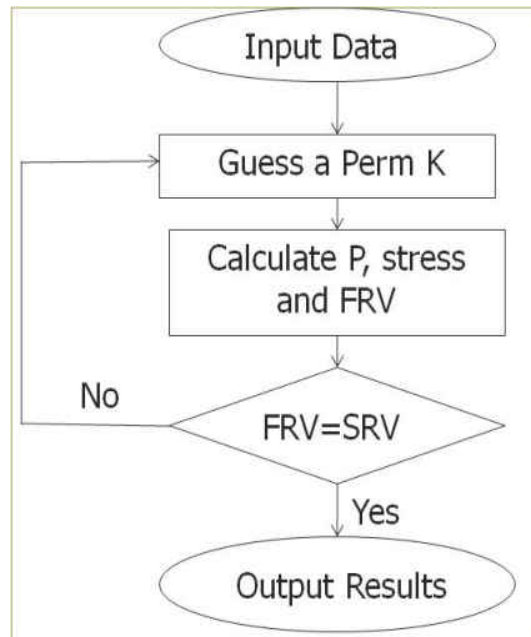 Input Data
Guess a Perm K
Calculate P, stress
and FRV
No
FRV=SRV
Yes
Output Results